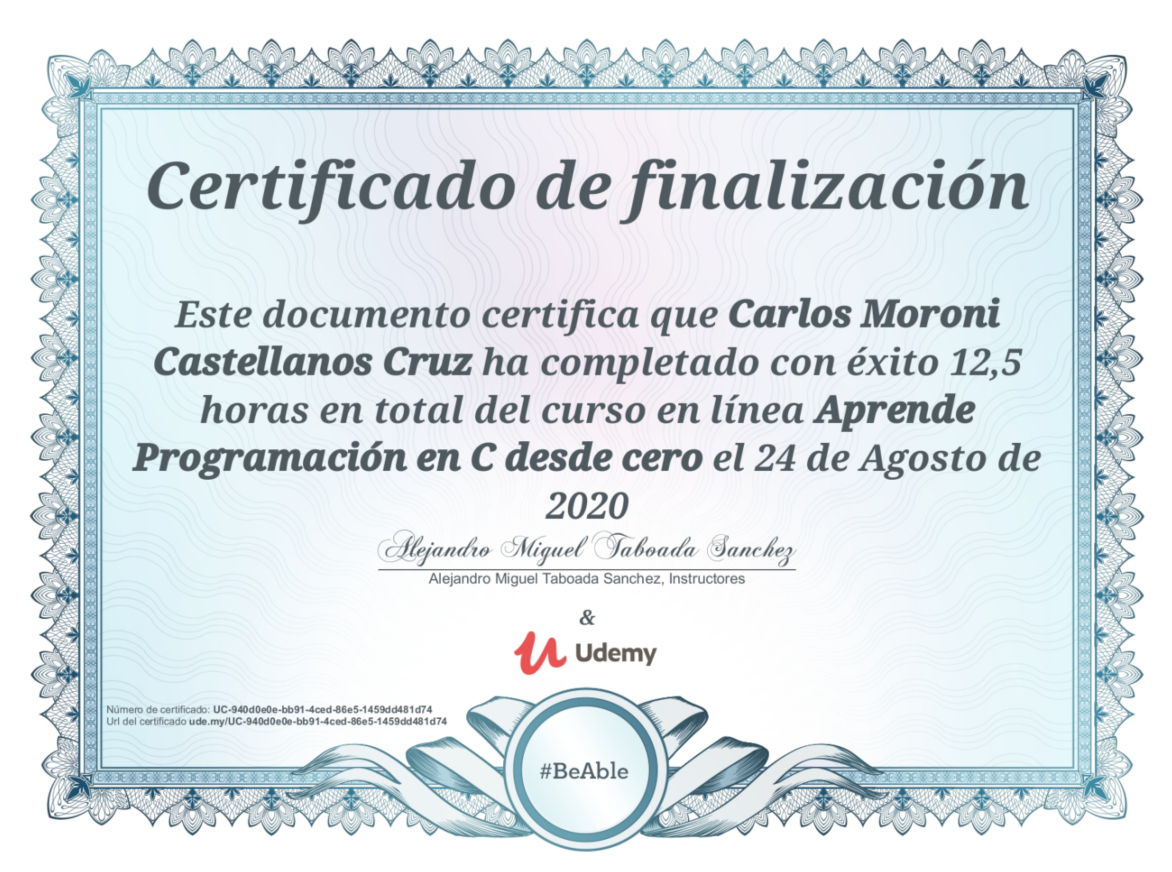 Certificado de finalización
Este documento certifica que Carlos Moroni
Castellanos Cruz ha completado con éxito 12,5
horas en total del curso en línea Aprende
Programación en C desde cero el 24 de Agosto de
2020
Alejandro Miguel Taboada Sanchez
Alejandro Miguel Taboada Sanchez, Instructores
&
Udemy
Número de certificado: UC-940d0e0e-bb91-4ced-86e5-1459dd481d74
Url del certificado ude.my/UC-940d0e0e-bb91-4ced-86e5-1459dd481d74
#BeAble